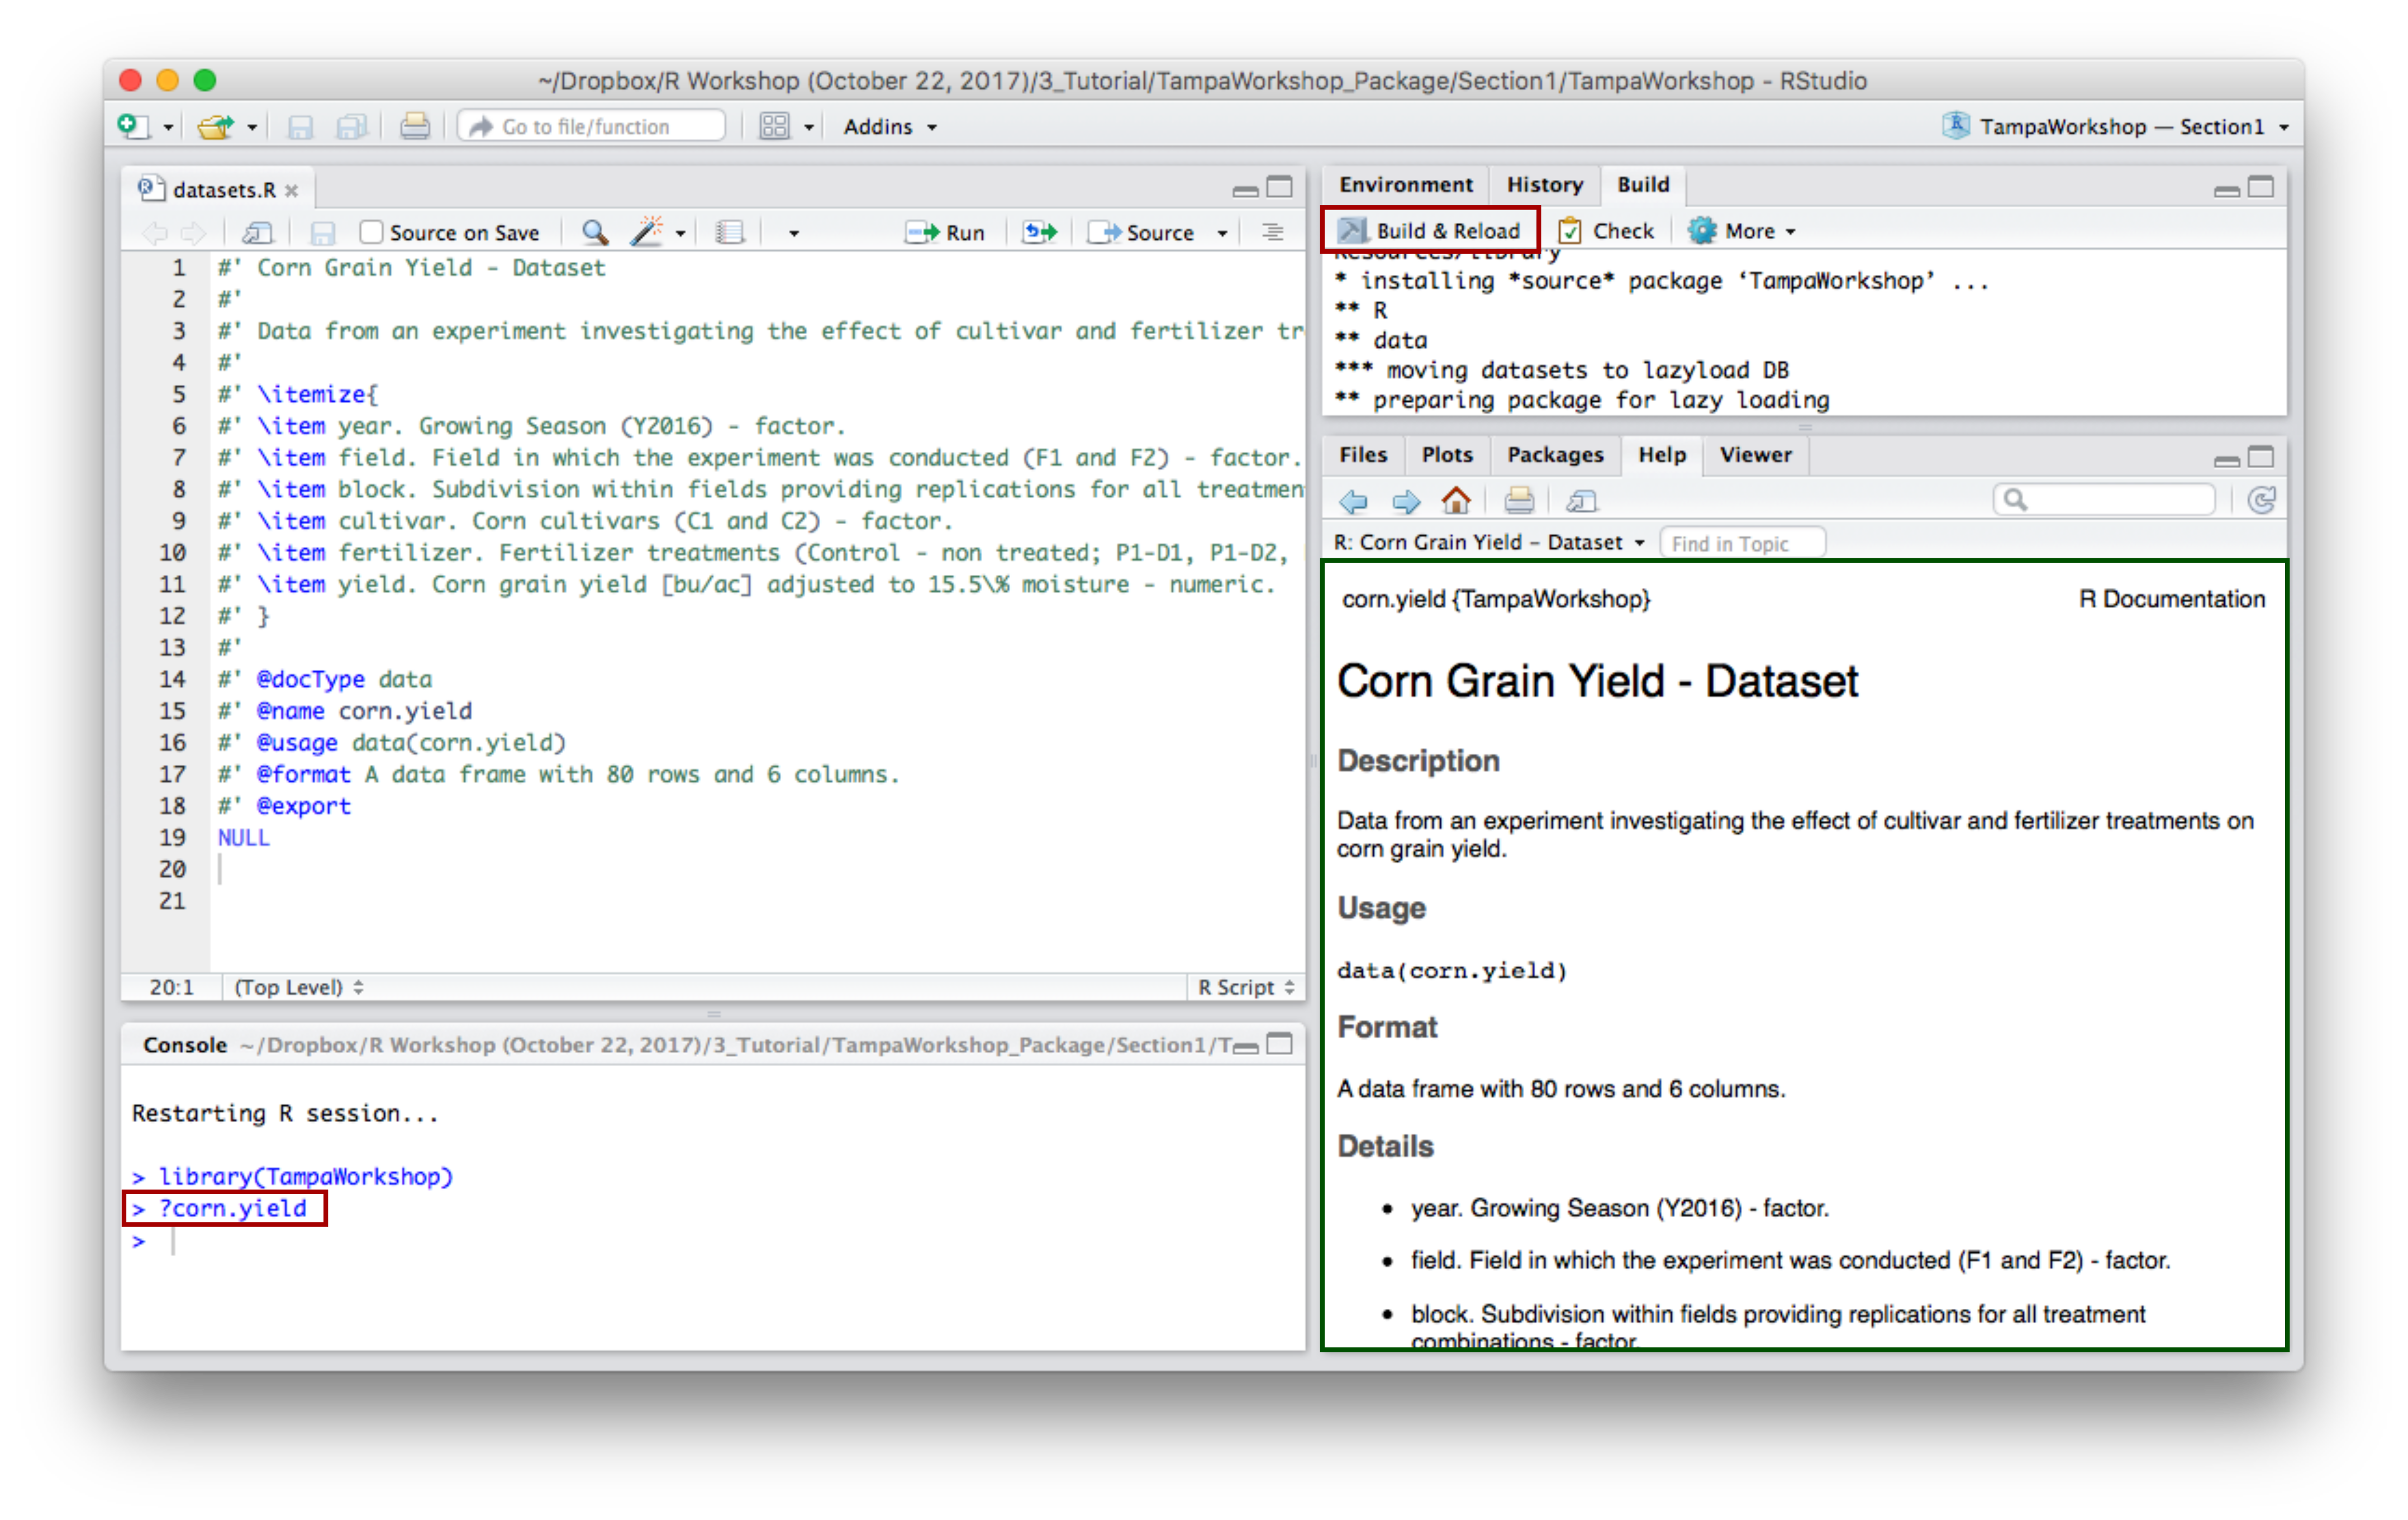 ~/Dropbox/R Workshop (October 22, 2017)/3_Tutorial/TampaWorkshop_Package/Section1/TampaWorkshop - RStudio
Go to file/function
Addins
TampaWorkshop — Section1
datasets.R
Source on Save
Run
Source
1 #' Corn Grain Yield - Dataset
2 #'
3 #' Data from an experiment investigating the effect of cultivar and fertilizer tr
4 #'
5 #' \itemize{
6 #' \item year. Growing Season (Y2016) - factor.
7 #' \item field. Field in which the experiment was conducted (F1 and F2) - factor.
8 #' \item block. Subdivision within fields providing replications for all treatmen
9 #' \item cultivar. Corn cultivars (C1 and C2) - factor.
10 #' \item fertilizer. Fertilizer treatments (Control - non treated; P1-D1, P1-D2,
11 #' \item yield. Corn grain yield [bu/ac] adjusted to 15.5\% moisture - numeric.
12 #' }
13 #'
14 #' @docType data
15 #' @name corn.yield
16 #' @usage data(corn.yield)
17 #' @format A data frame with 80 rows and 6 columns.
18 #' @export
19 NULL
20
21
20:1 (Top Level) R Script
Console ~/Dropbox/R Workshop (October 22, 2017)/3_Tutorial/TampaWorkshop_Package/Section1/T
Restarting R session...
> library(TampaWorkshop)
> ?corn.yield
>
Environment History Build
Build & Reload Check More
Resources/library
* installing *source* package ‘TampaWorkshop’ ...
** R
** data
*** moving datasets to lazyload DB
** preparing package for lazy loading
Files Plots Packages Help Viewer
R: Corn Grain Yield – Dataset Find in Topic
corn.yield {TampaWorkshop} R Documentation
Corn Grain Yield - Dataset
Description
Data from an experiment investigating the effect of cultivar and fertilizer treatments on
corn grain yield.
Usage
data(corn.yield)
Format
A data frame with 80 rows and 6 columns.
Details
• year. Growing Season (Y2016) - factor.
• field. Field in which the experiment was conducted (F1 and F2) - factor.
• block. Subdivision within fields providing replications for all treatment
combinations - factor.